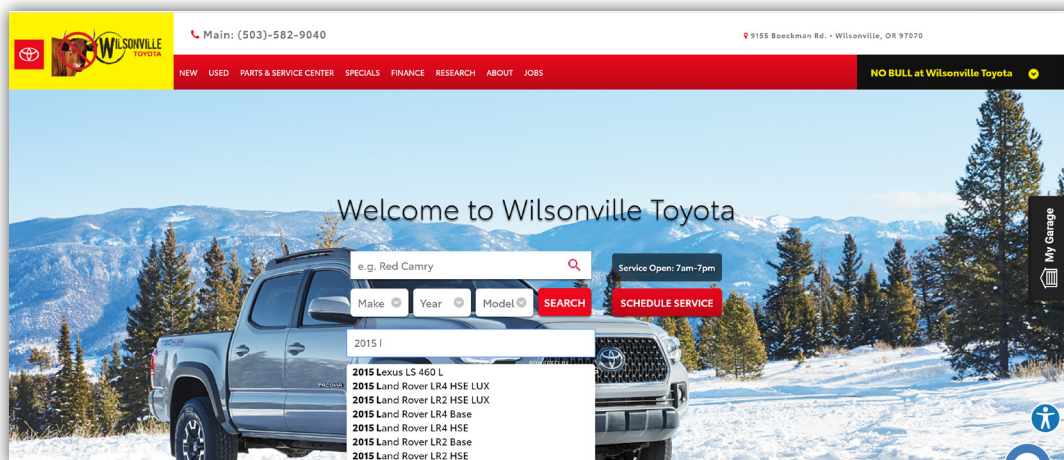 WILSONVILLE
TOYOTA
Main: (503)-582-9040
9155 Boeckman Rd. • Wilsonville, OR 97070
NEW USED PARTS & SERVICE CENTER SPECIALS FINANCE RESEARCH ABOUT JOBS
NO BULL at Wilsonville Toyota
Welcome to Wilsonville Toyota
My Garage
e.g. Red Camry
Service Open: 7am-7pm
Make Year Model SEARCH
SCHEDULE SERVICE
2015 l
POWERED BY
TACOMA
2015 Lexus LS 460 L
2015 Land Rover LR4 HSE LUX
2015 Land Rover LR2 HSE LUX
2015 Land Rover LR4 Base
2015 Land Rover LR4 HSE
2015 Land Rover LR2 Base
2015 Land Rover LR2 HSE